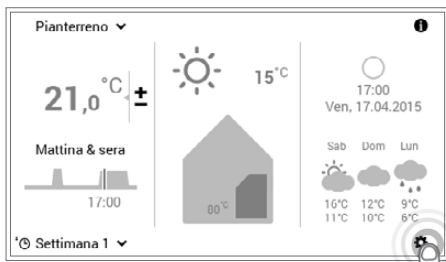 Pianterreno
21,0°C ±
Mattina & sera
17:00
Settimana 1
15°C
80°C
17:00
Ven, 17.04.2015
Sab Dom Lun
16°C 12°C 9°C
11°C 10°C 6°C